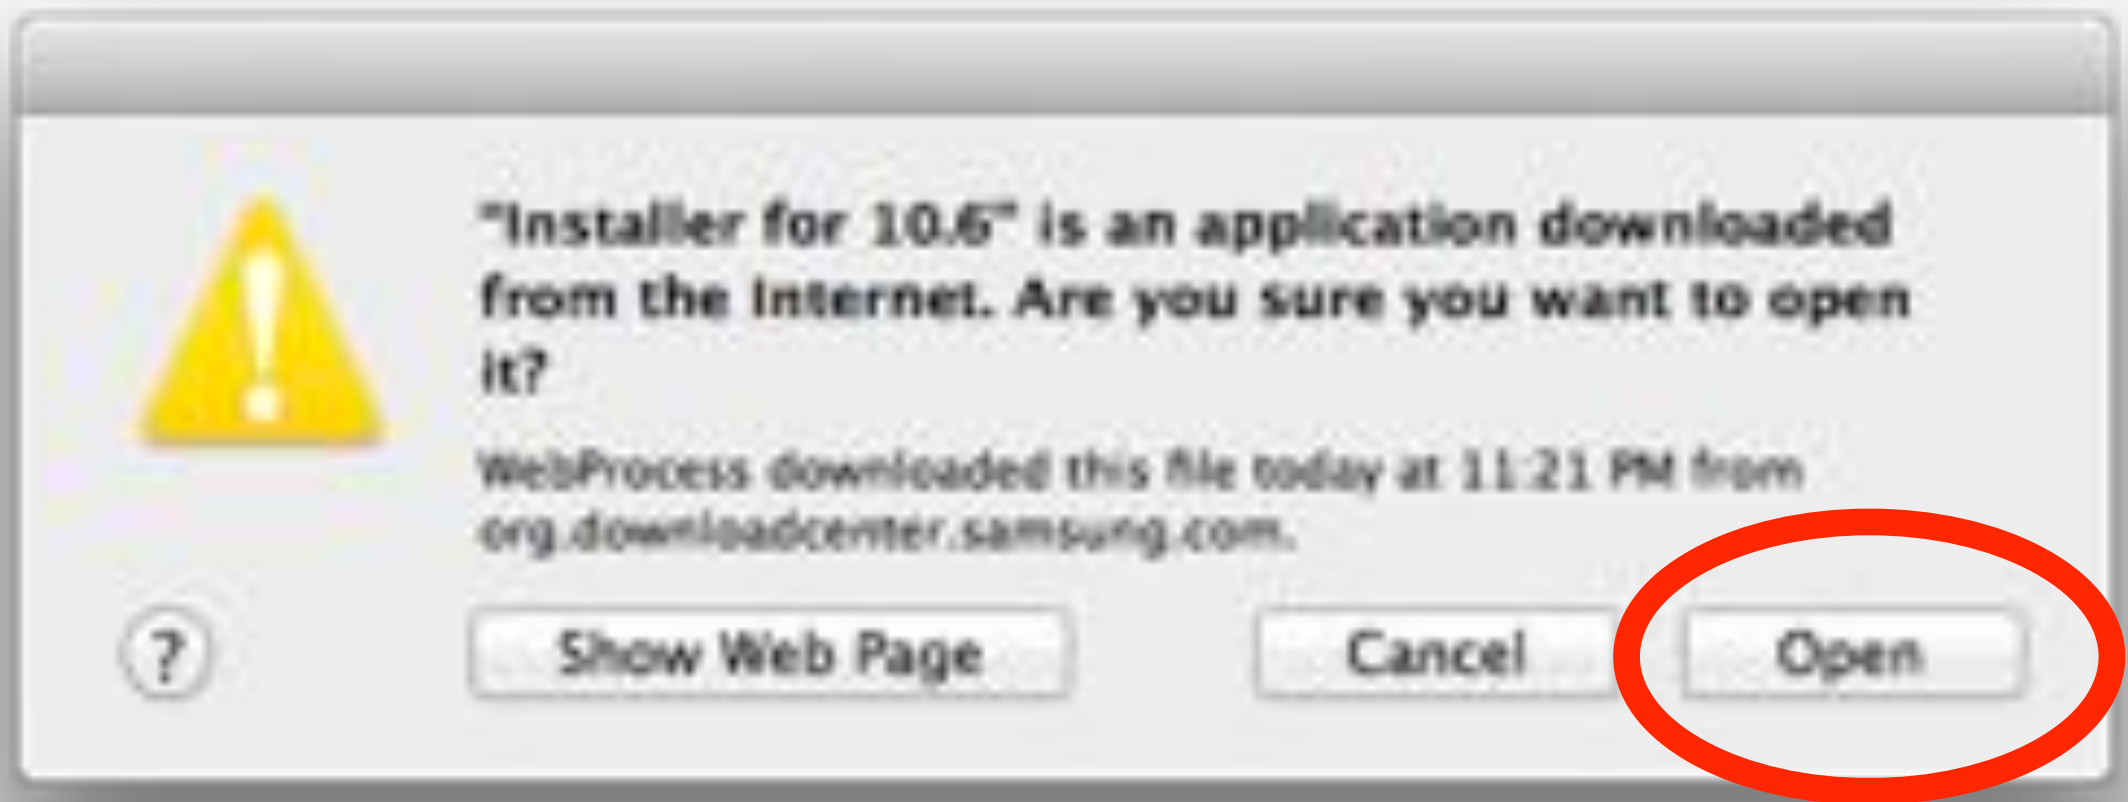 "Installer for 10.6" is an application downloaded
from the Internet. Are you sure you want to open
it?
WebProcess downloaded this file today at 11:21 PM from
org.downloadcenter.samsung.com.
?
Show Web Page
Cancel
Open